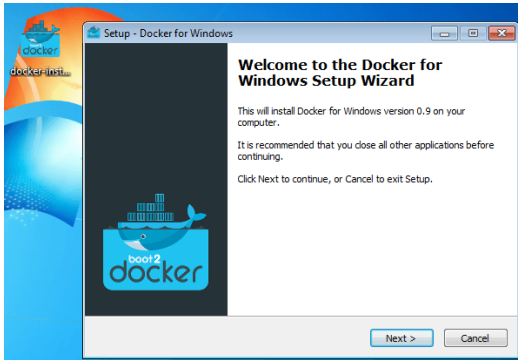 docker
docker-inst...
Setup - Docker for Windows
Welcome to the Docker for
Windows Setup Wizard
This will install Docker for Windows version 0.9 on your
computer.
It is recommended that you close all other applications before
continuing.
Click Next to continue, or Cancel to exit Setup.
boot2
docker
Next >
Cancel